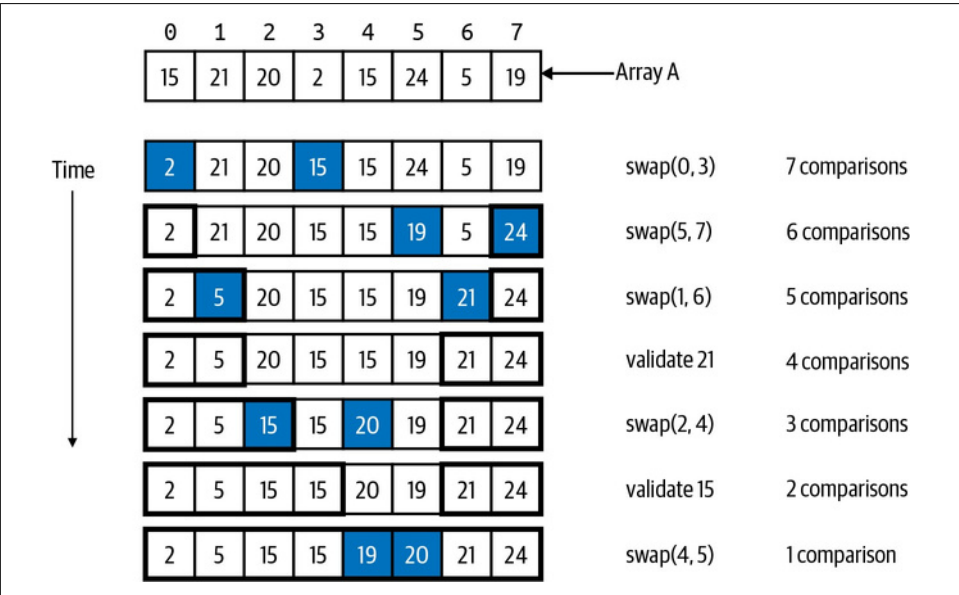 0 1 2 3 4 5 6 7
15 21 20 2 15 24 5 19 Array A
Time
2 21 20 15 15 24 5 19 swap(0, 3) 7 comparisons
2 21 20 15 15 19 5 24 swap(5, 7) 6 comparisons
2 5 20 15 15 19 21 24 swap(1, 6) 5 comparisons
2 5 20 15 15 19 21 24 validate 21 4 comparisons
2 5 15 15 20 19 21 24 swap(2, 4) 3 comparisons
2 5 15 15 20 19 21 24 validate 15 2 comparisons
2 5 15 15 19 20 21 24 swap(4, 5) 1 comparison